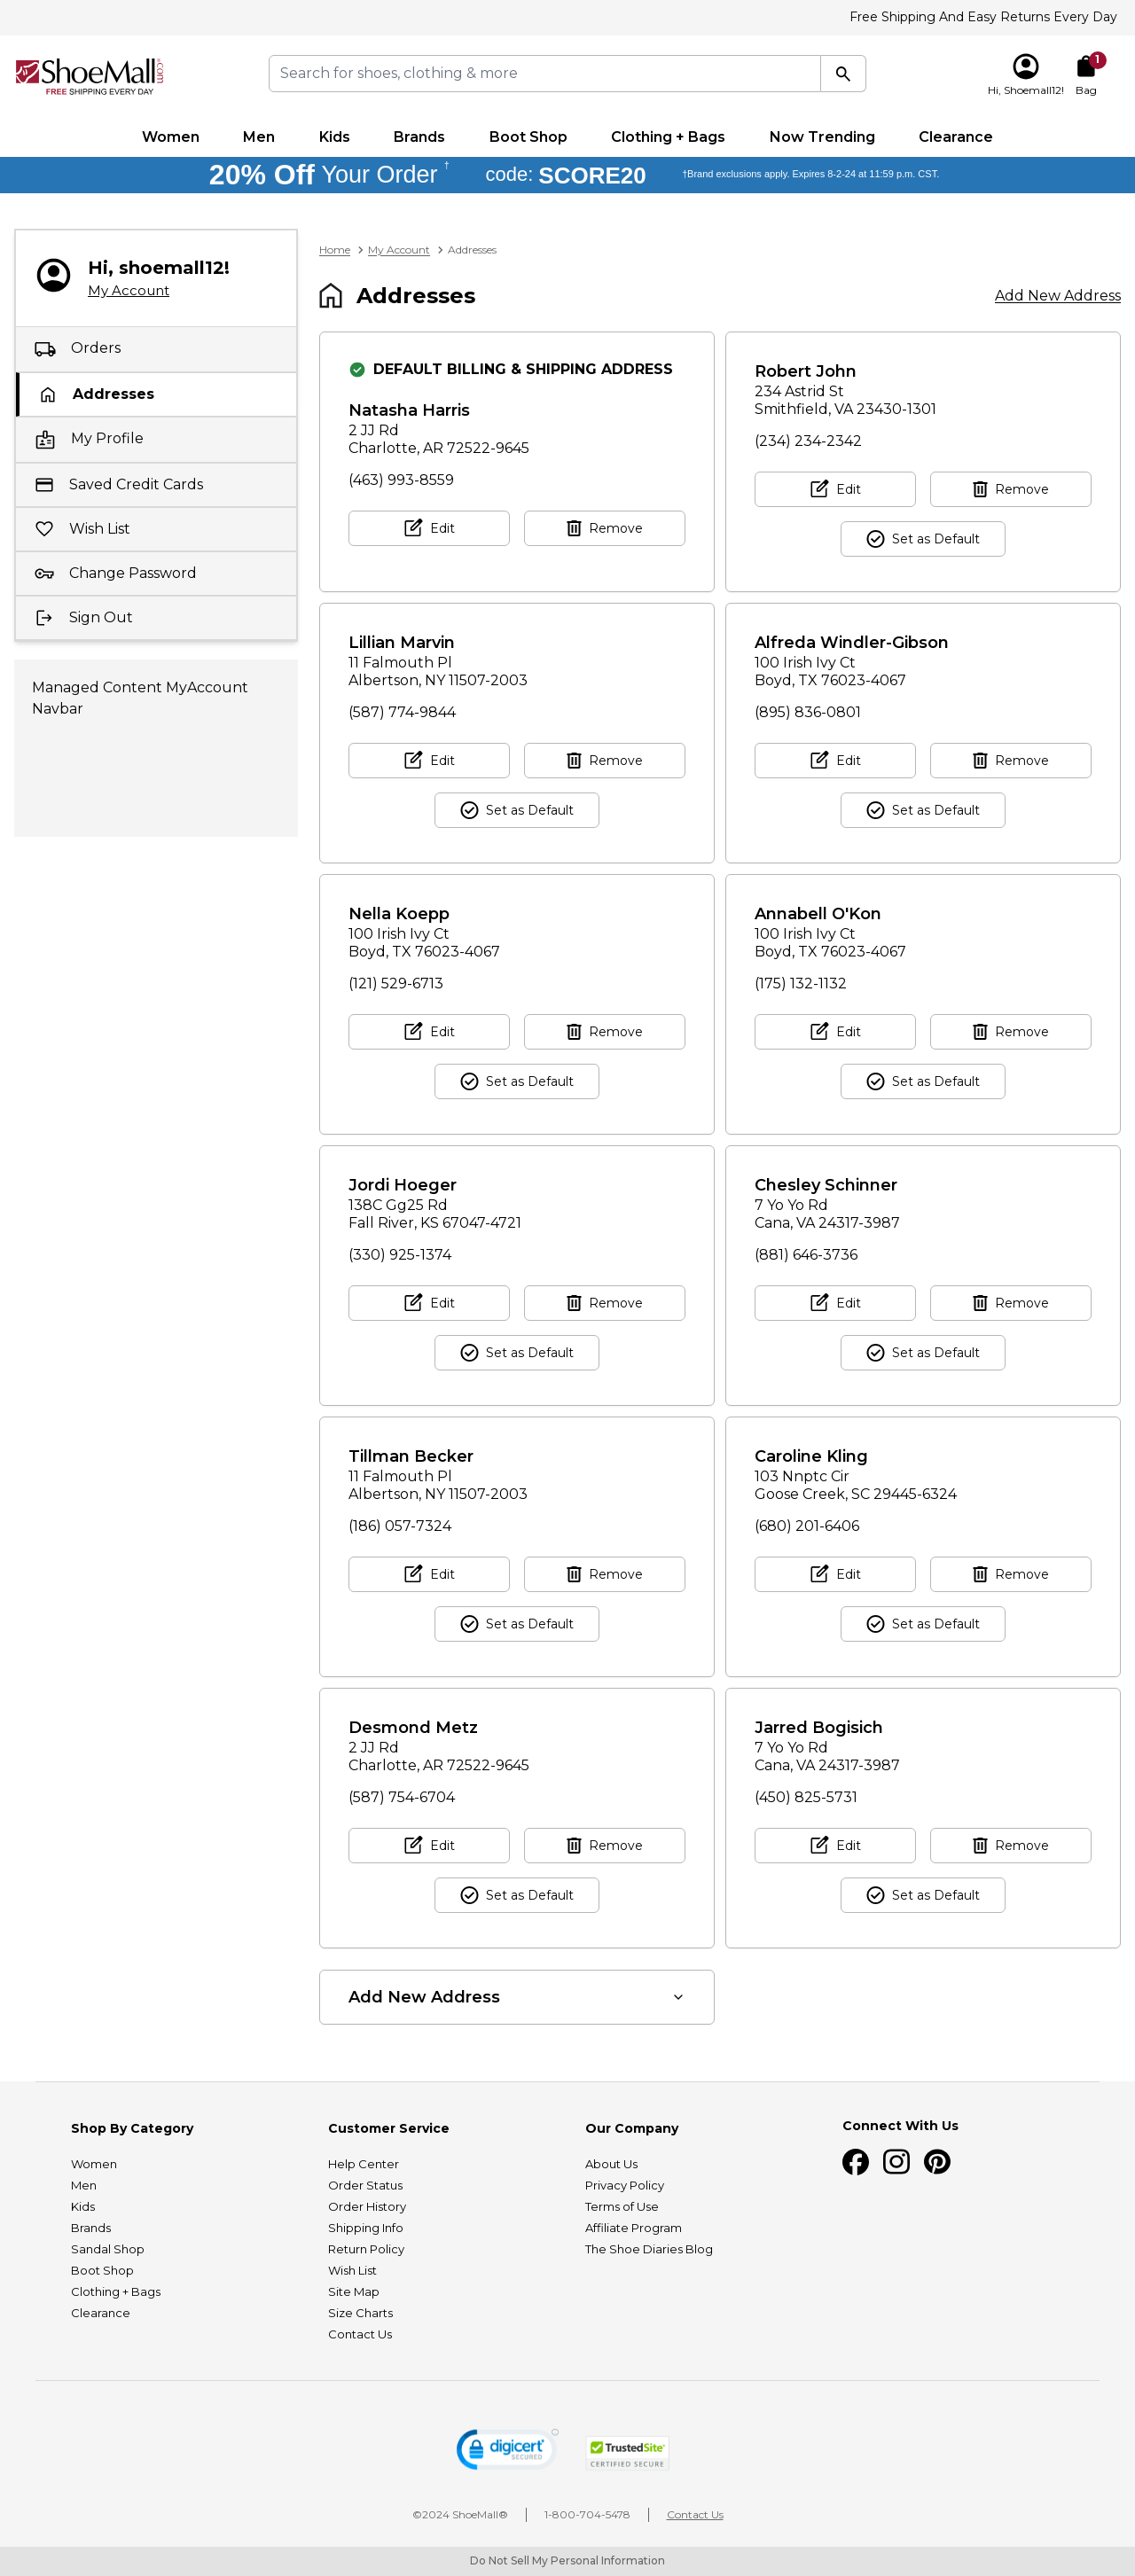 Free Shipping And Easy Returns Every Day
ShoeMall.com
FREE SHIPPING EVERY DAY
Search for shoes, clothing & more
Hi, Shoemall12!
1
Bag
Women Men Kids Brands Boot Shop Clothing + Bags Now Trending Clearance
20% Off Your Order † code: SCORE20 †Brand exclusions apply. Expires 8-2-24 at 11:59 p.m. CST.
Hi, shoemall12!
My Account
Orders
Addresses
My Profile
Saved Credit Cards
Wish List
Change Password
Sign Out
Managed Content MyAccount
Navbar
Home > My Account > Addresses
Addresses
Add New Address
DEFAULT BILLING & SHIPPING ADDRESS
Natasha Harris
2 JJ Rd
Charlotte, AR 72522-9645
(463) 993-8559
Edit Remove
Robert John
234 Astrid St
Smithfield, VA 23430-1301
(234) 234-2342
Edit Remove
Set as Default
Lillian Marvin
11 Falmouth Pl
Albertson, NY 11507-2003
(587) 774-9844
Edit Remove
Set as Default
Alfreda Windler-Gibson
100 Irish Ivy Ct
Boyd, TX 76023-4067
(895) 836-0801
Edit Remove
Set as Default
Nella Koepp
100 Irish Ivy Ct
Boyd, TX 76023-4067
(121) 529-6713
Edit Remove
Set as Default
Annabell O'Kon
100 Irish Ivy Ct
Boyd, TX 76023-4067
(175) 132-1132
Edit Remove
Set as Default
Jordi Hoeger
138C Gg25 Rd
Fall River, KS 67047-4721
(330) 925-1374
Edit Remove
Set as Default
Chesley Schinner
7 Yo Yo Rd
Cana, VA 24317-3987
(881) 646-3736
Edit Remove
Set as Default
Tillman Becker
11 Falmouth Pl
Albertson, NY 11507-2003
(186) 057-7324
Edit Remove
Set as Default
Caroline Kling
103 Nnptc Cir
Goose Creek, SC 29445-6324
(680) 201-6406
Edit Remove
Set as Default
Desmond Metz
2 JJ Rd
Charlotte, AR 72522-9645
(587) 754-6704
Edit Remove
Set as Default
Jarred Bogisich
7 Yo Yo Rd
Cana, VA 24317-3987
(450) 825-5731
Edit Remove
Set as Default
Add New Address
Shop By Category
Women
Men
Kids
Brands
Sandal Shop
Boot Shop
Clothing + Bags
Clearance
Customer Service
Help Center
Order Status
Order History
Shipping Info
Return Policy
Wish List
Site Map
Size Charts
Contact Us
Our Company
About Us
Privacy Policy
Terms of Use
Affiliate Program
The Shoe Diaries Blog
Connect With Us
digicert
SECURED
TrustedSite
CERTIFIED SECURE
©2024 ShoeMall® | 1-800-704-5478 | Contact Us
Do Not Sell My Personal Information